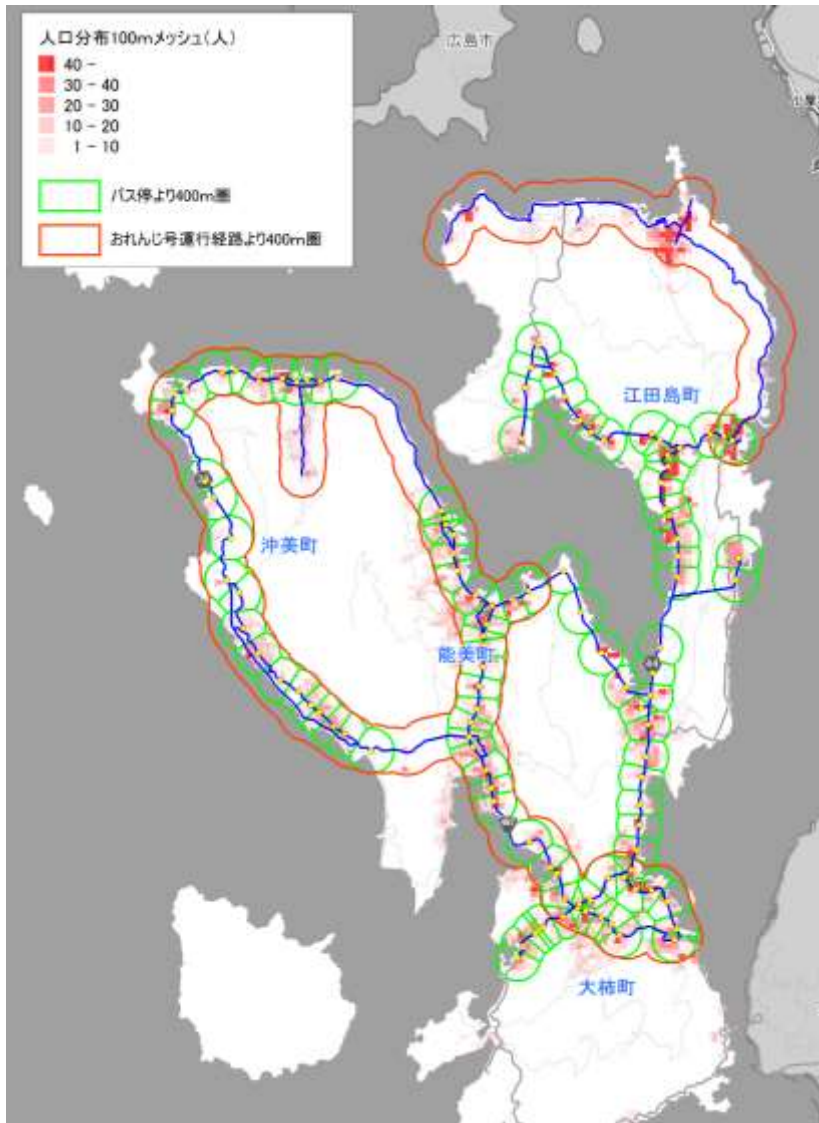 人口分布100mメッシュ(人)
40 -
30 - 40
20 - 30
10 - 20
1 - 10
バス停より400m圏
おれんじ号運行経路より400m圏
広島市
江田島町
沖美町
能美町
大柿町